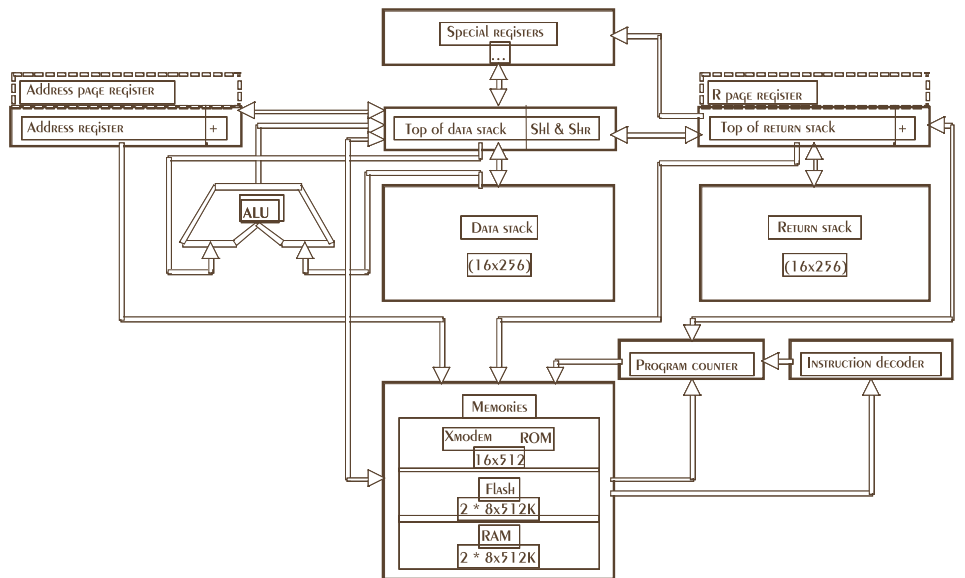 Special registers
...
Address page register
R page register
Address register +
Top of data stack Shl & Shr
Top of return stack +
ALU
Data stack
(16x256)
Return stack
(16x256)
Program counter
Instruction decoder
Memories
Xmodem ROM
16x512
Flash
2 * 8x512K
RAM
2 * 8x512K